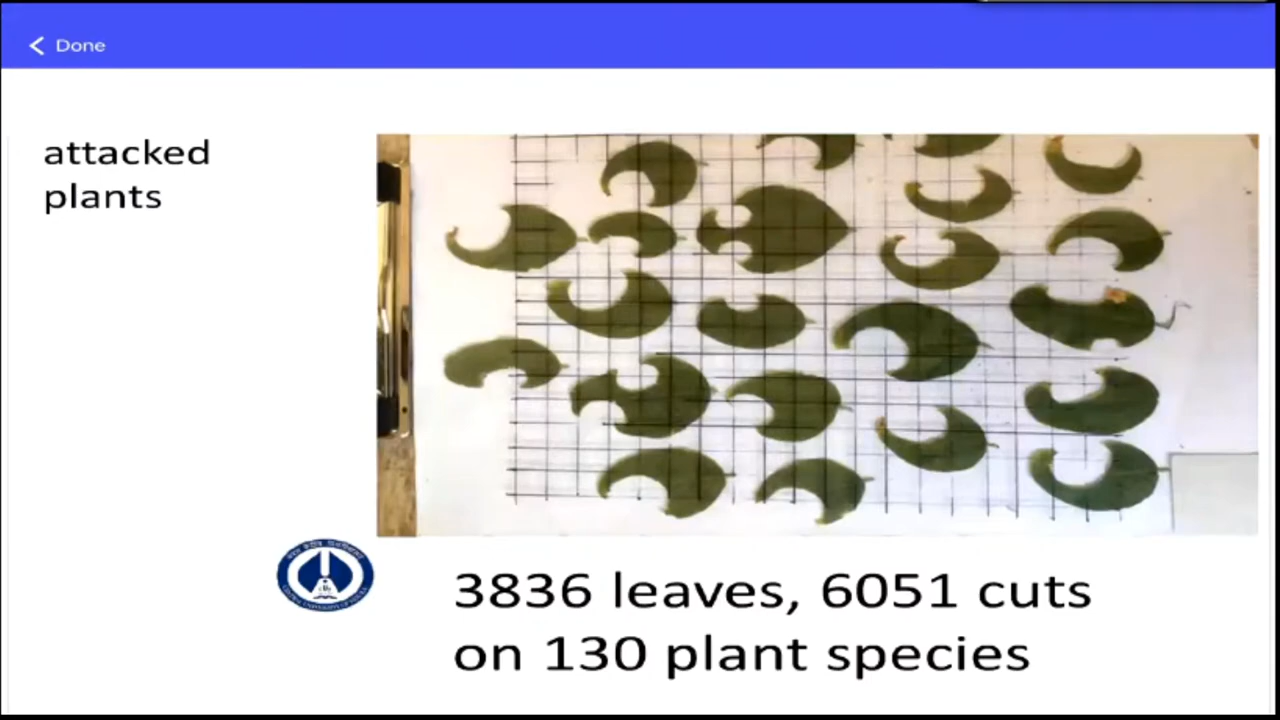 Done
attacked
plants
3836 leaves, 6051 cuts
on 130 plant species